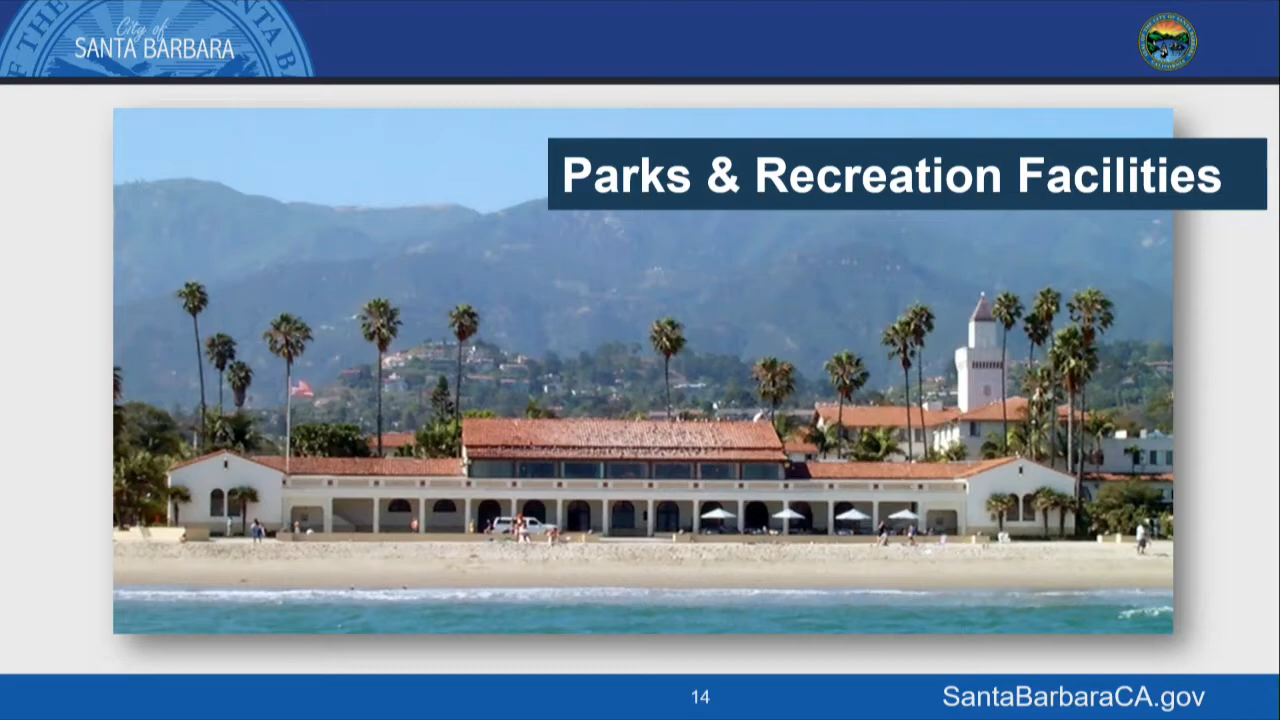 City of
SANTA BARBARA
Parks & Recreation Facilities
14
SantaBarbaraCA.gov